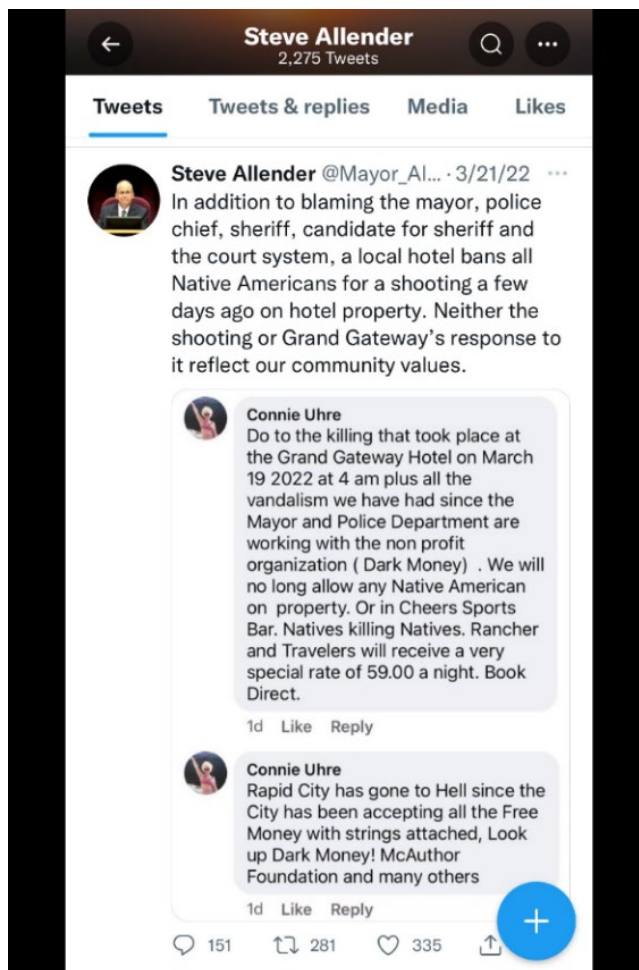 Steve Allender
2,275 Tweets
Tweets Tweets & replies Media Likes
Steve Allender @Mayor_Al... · 3/21/22 ...
In addition to blaming the mayor, police
chief, sheriff, candidate for sheriff and
the court system, a local hotel bans all
Native Americans for a shooting a few
days ago on hotel property. Neither the
shooting or Grand Gateway’s response to
it reflect our community values.
Connie Uhre
Do to the killing that took place at
the Grand Gateway Hotel on March
19 2022 at 4 am plus all the
vandalism we have had since the
Mayor and Police Department are
working with the non profit
organization ( Dark Money) . We will
no long allow any Native American
on property. Or in Cheers Sports
Bar. Natives killing Natives. Rancher
and Travelers will receive a very
special rate of 59.00 a night. Book
Direct.
1d Like Reply
Connie Uhre
Rapid City has gone to Hell since the
City has been accepting all the Free
Money with strings attached, Look
up Dark Money! McAuthor
Foundation and many others
1d Like Reply
151 281 335